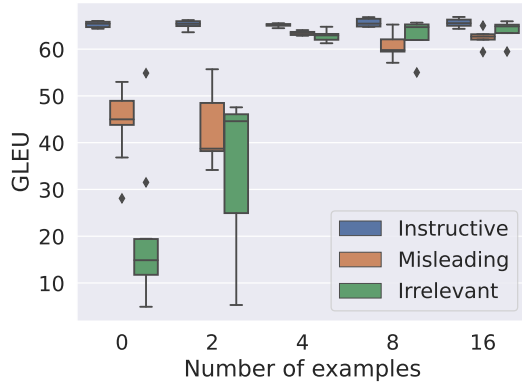 GLEU
60
50
40
30
20
10
Instructive
Misleading
Irrelevant
0 2 4 8 16
Number of examples